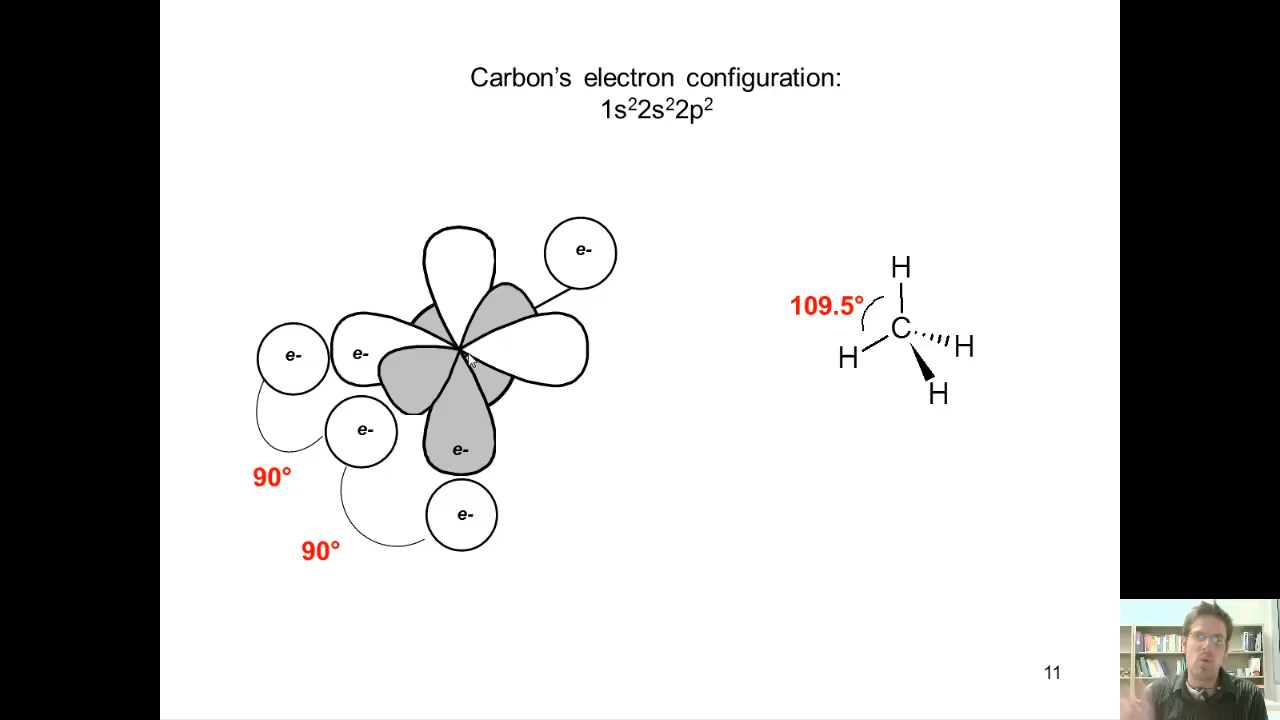 Carbon's electron configuration:
1s²2s²2p²
e-
H
109.5°
e-
e-
e-
C
H
H
H
e-
e-
90°
e-
90°
11